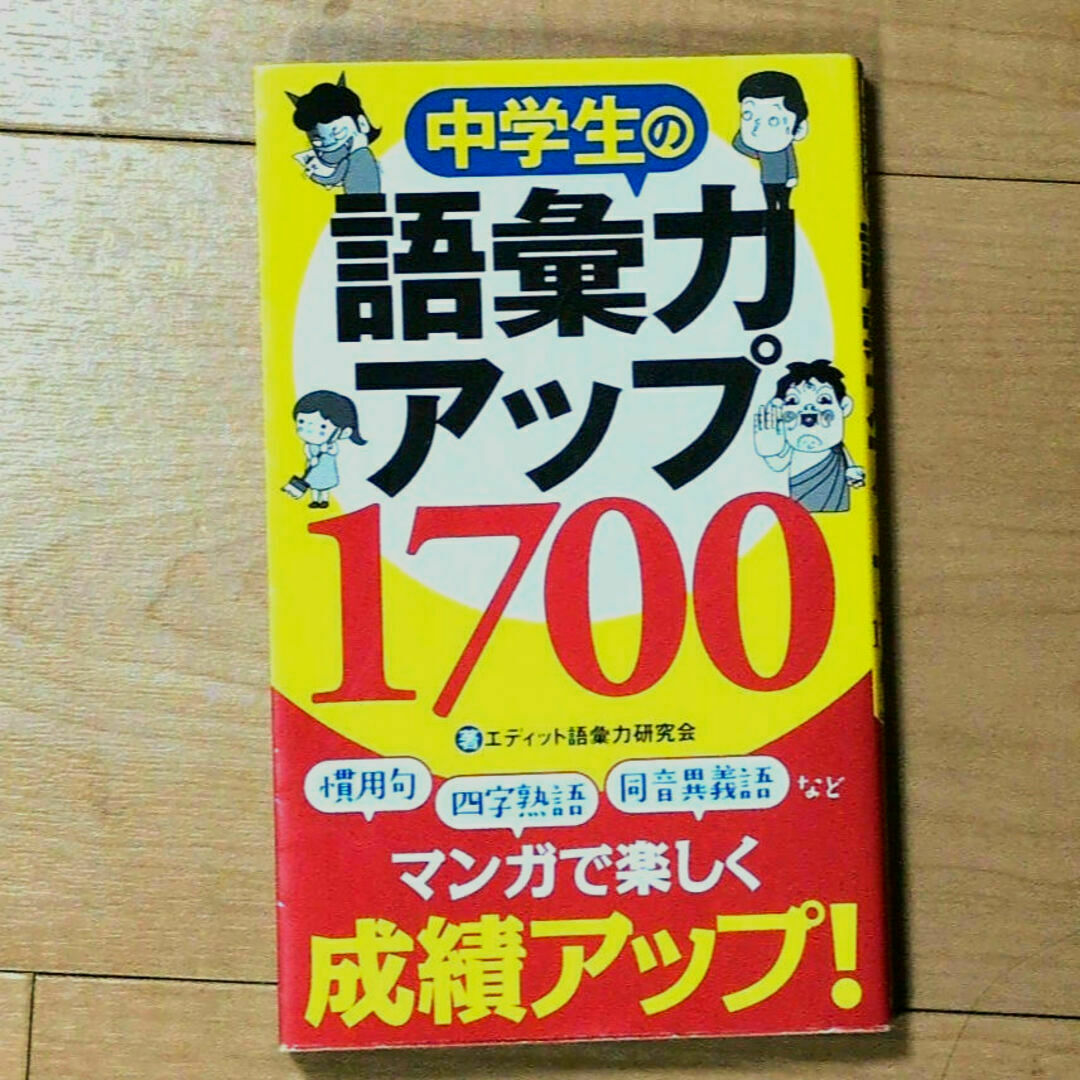 中学生の
語彙力
アップ
1700
著 エディット語彙力研究会
慣用句 四字熟語 同音異義語 など
マンガで楽しく
成績アップ!